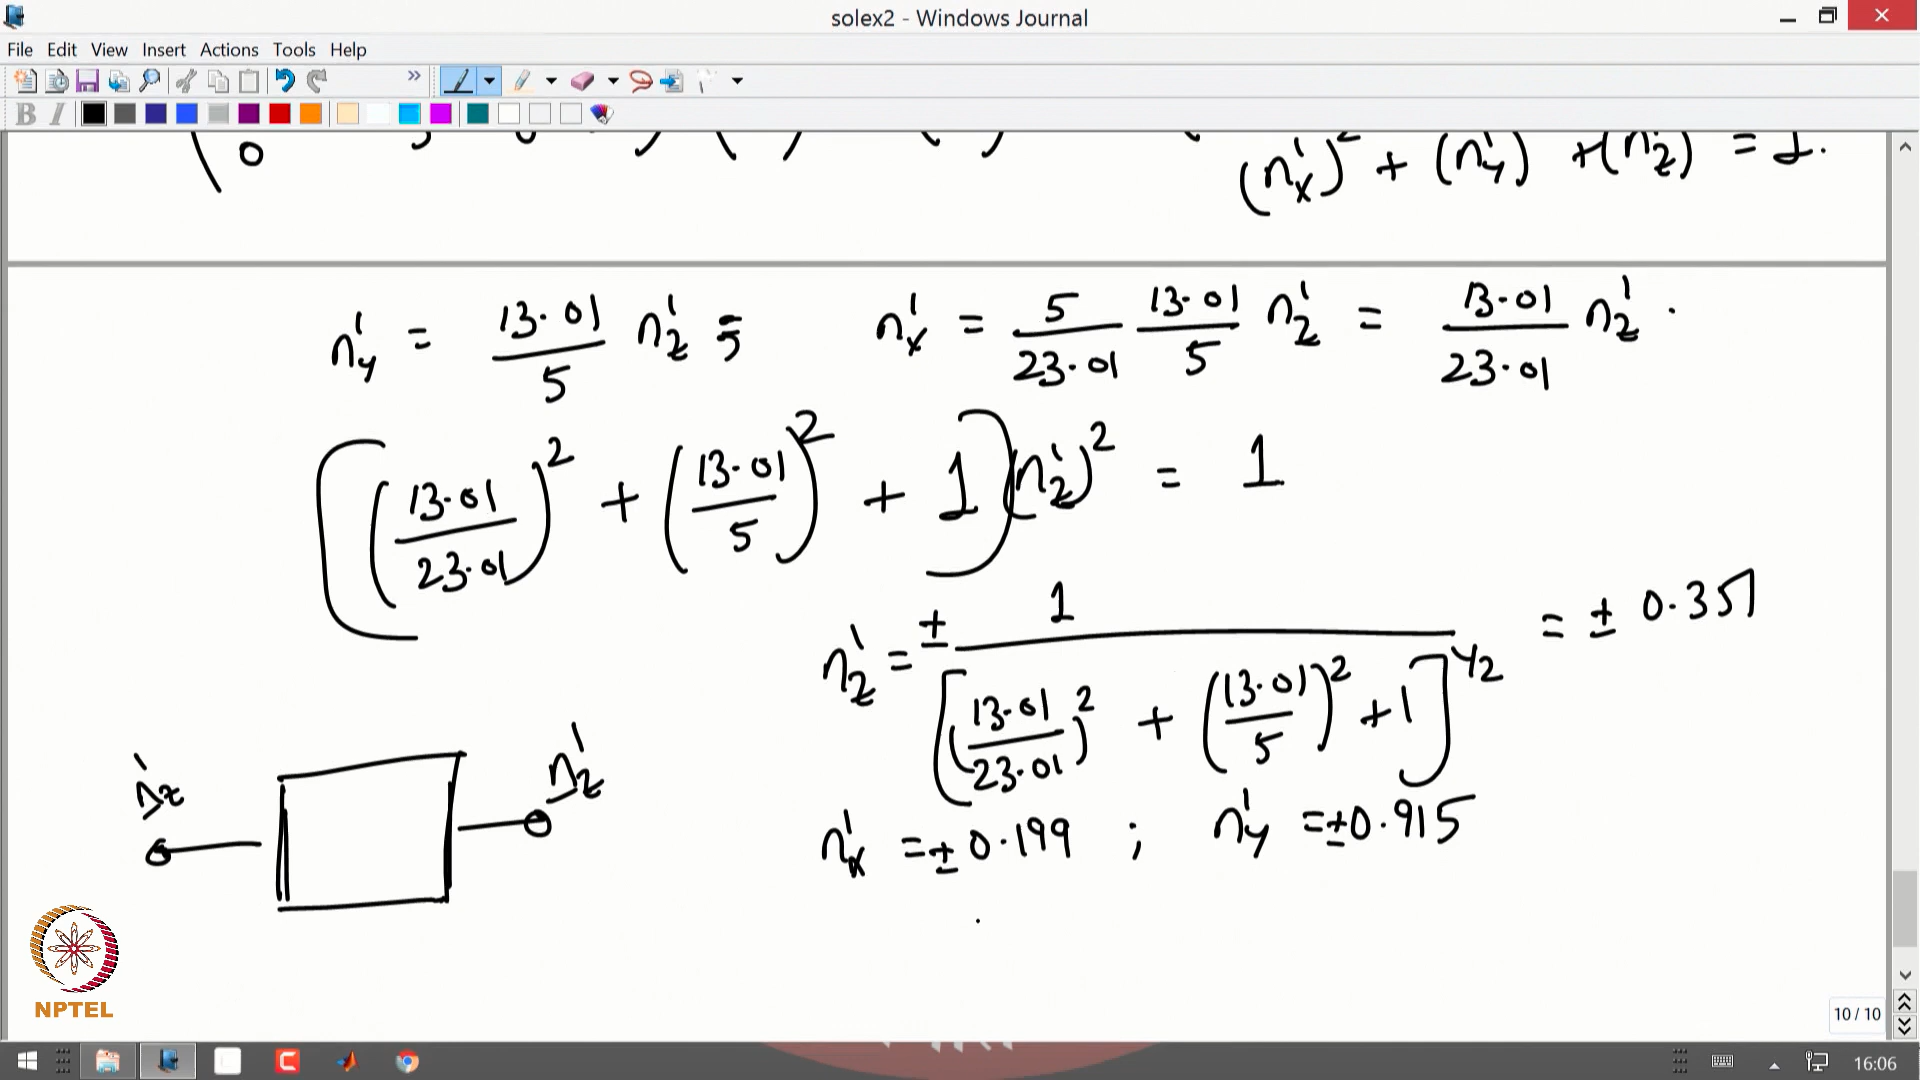 solex2 - Windows Journal
File Edit View Insert Actions Tools Help
B I
0
(n'x)² + (n'y) + (n'z) = 1.
n'y = 13.01/5 n'z =
n'x = 5/23.01 13.01/5 n'z = 13.01/23.01 n'z .
((13.01/23.01)² + (13.01/5)² + 1)(n'z)² = 1
n'z = ± 1/[(13.01/23.01)² + (13.01/5)² + 1]^1/2 = ± 0.351
n'z n'z
n'x = ± 0.199 ; n'y = ± 0.915
NPTEL
10 / 10
16:06